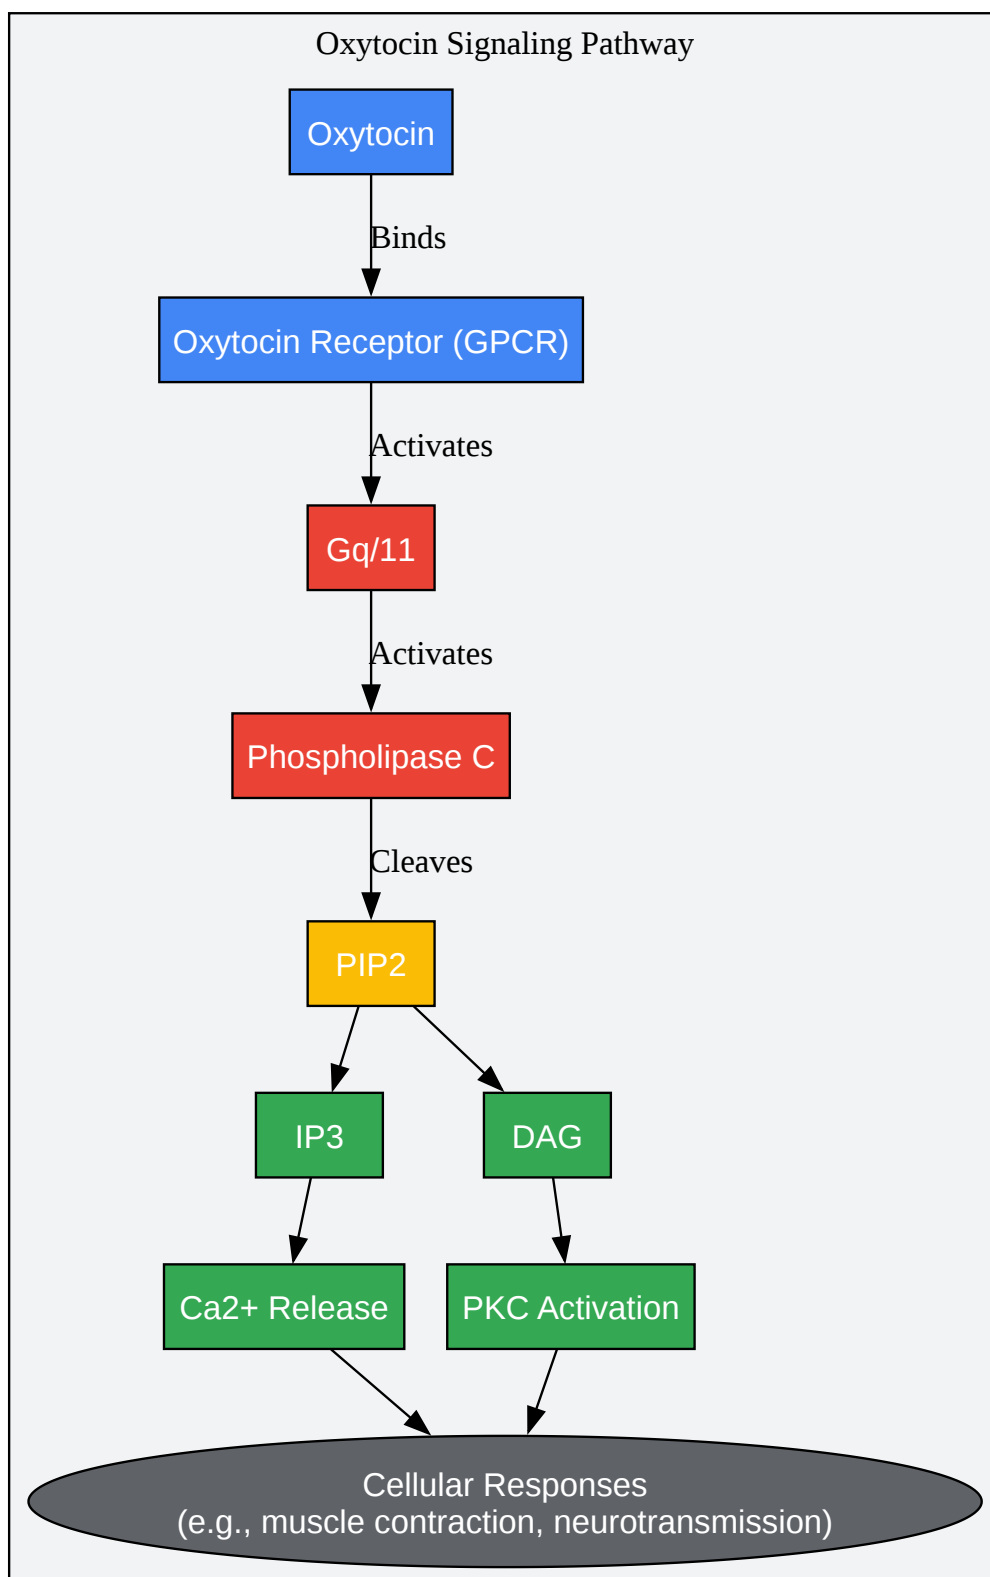 Oxytocin Signaling Pathway
Oxytocin
Binds
Oxytocin Receptor (GPCR)
Activates
Gq/11
Activates
Phospholipase C
Cleaves
PIP2
IP3
DAG
Ca2+ Release
PKC Activation
Cellular Responses
(e.g., muscle contraction, neurotransmission)